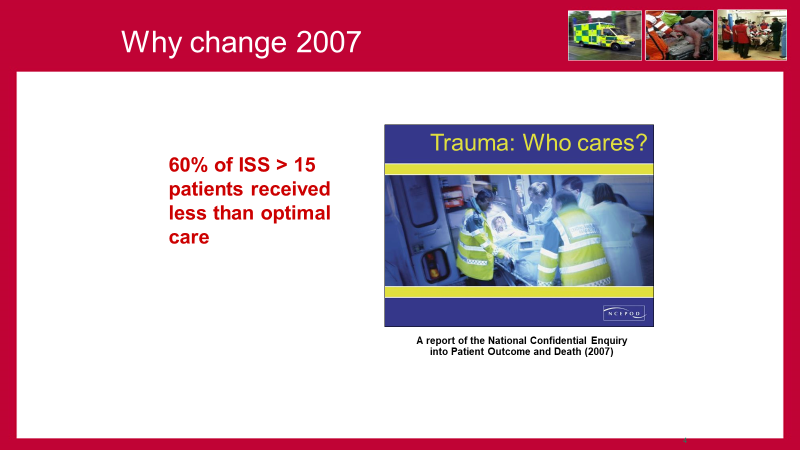 Why change 2007
60% of ISS > 15
patients received
less than optimal
care
Trauma: Who cares?
NCEPOD
A report of the National Confidential Enquiry
into Patient Outcome and Death (2007)